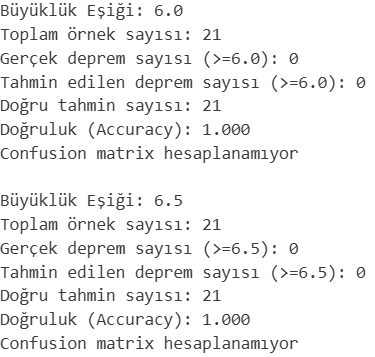 Büyüklük Eşiği: 6.0
Toplam örnek sayısı: 21
Gerçek deprem sayısı (>=6.0): 0
Tahmin edilen deprem sayısı (>=6.0): 0
Doğru tahmin sayısı: 21
Doğruluk (Accuracy): 1.000
Confusion matrix hesaplanamıyor

Büyüklük Eşiği: 6.5
Toplam örnek sayısı: 21
Gerçek deprem sayısı (>=6.5): 0
Tahmin edilen deprem sayısı (>=6.5): 0
Doğru tahmin sayısı: 21
Doğruluk (Accuracy): 1.000
Confusion matrix hesaplanamıyor